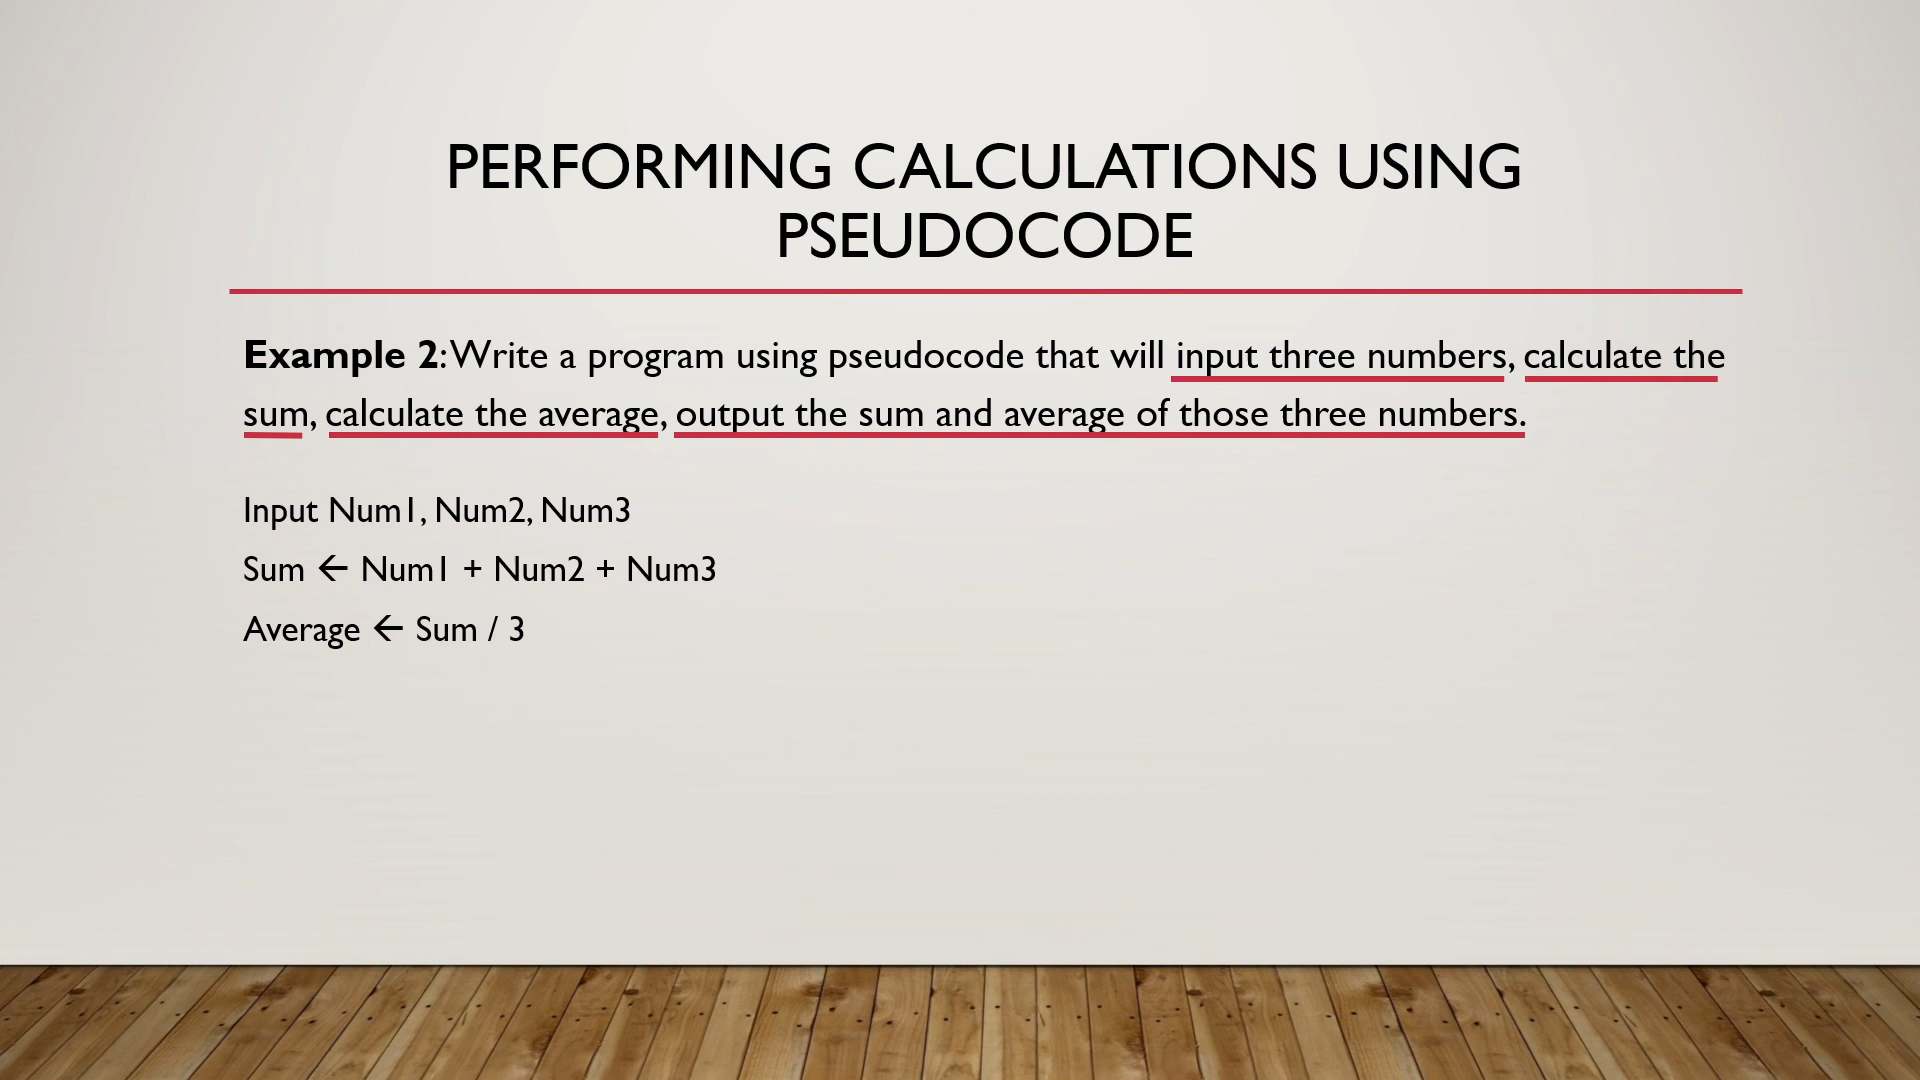 PERFORMING CALCULATIONS USING
PSEUDOCODE
Example 2: Write a program using pseudocode that will input three numbers, calculate the
sum, calculate the average, output the sum and average of those three numbers.
Input Num1, Num2, Num3
Sum ← Num1 + Num2 + Num3
Average ← Sum / 3